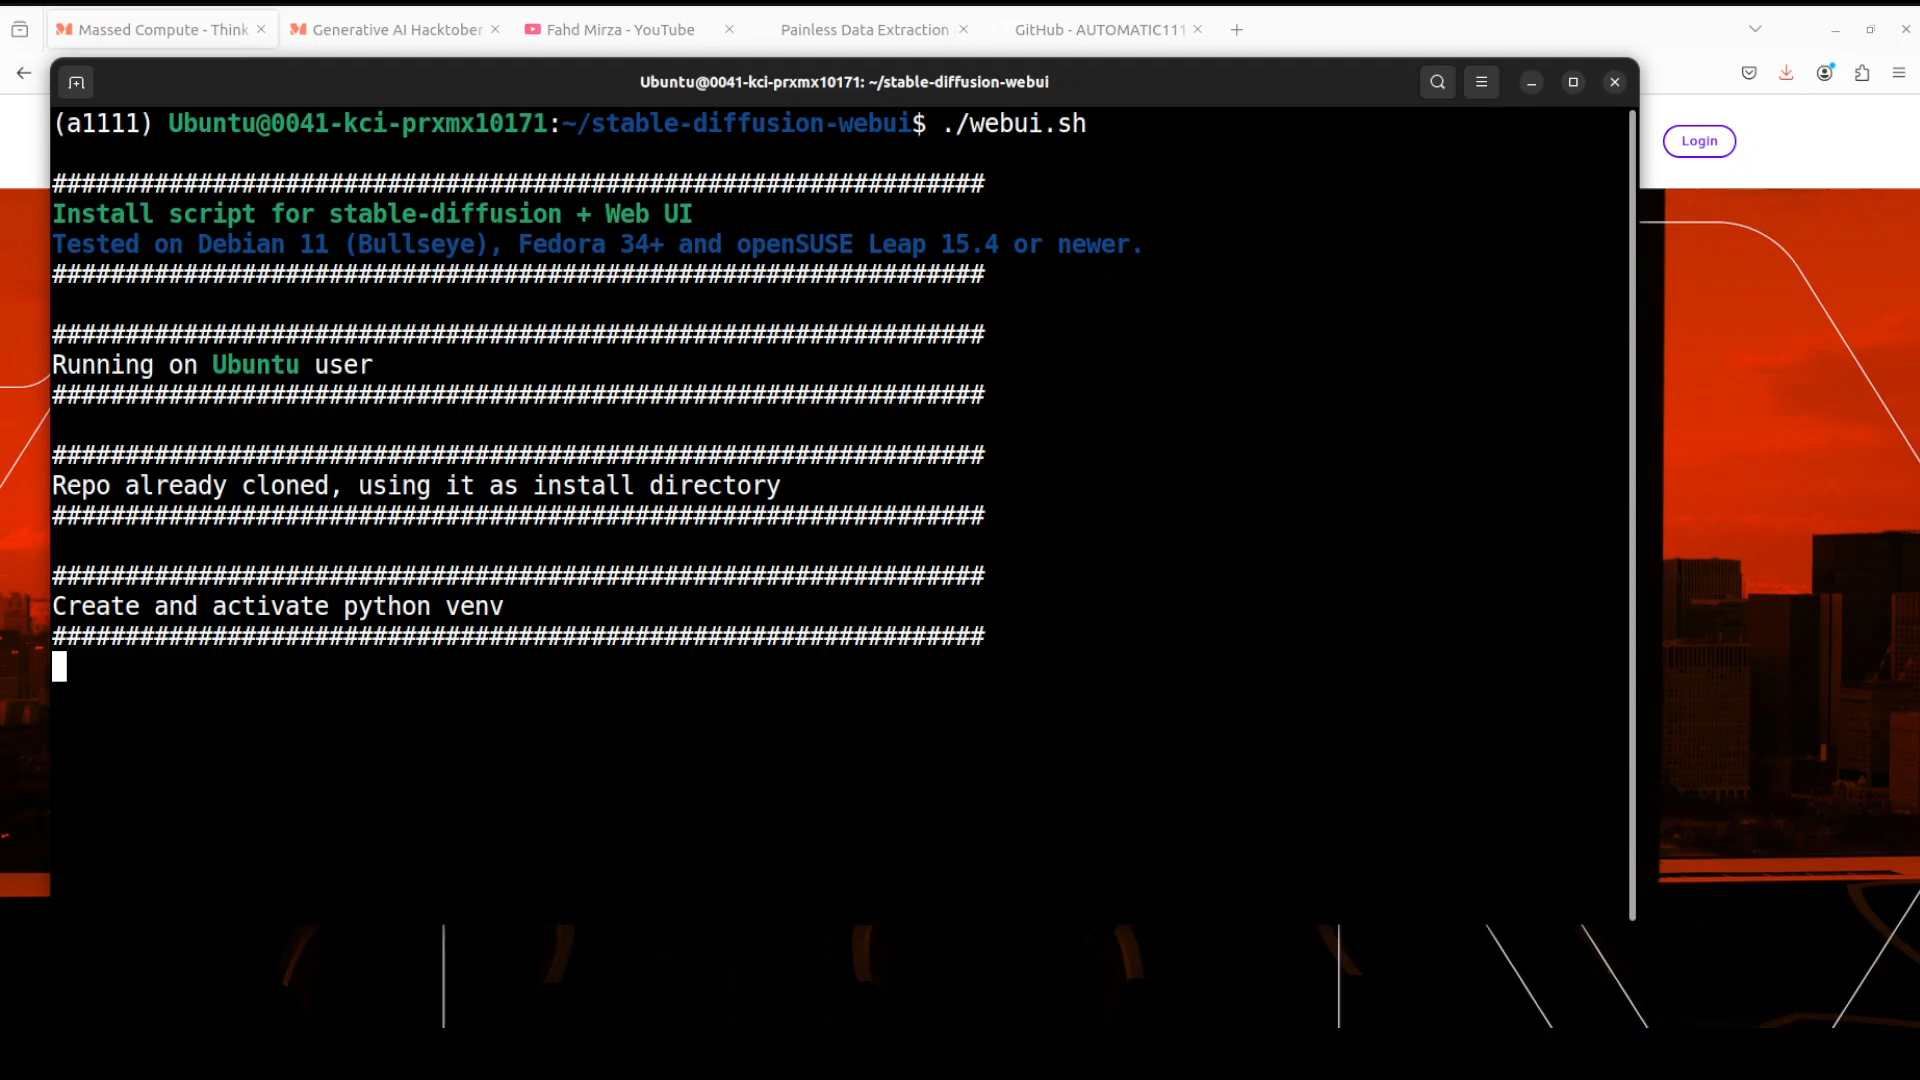 Massed Compute - Think
Generative AI Hacktober
Fahd Mirza - YouTube
Painless Data Extraction
GitHub - AUTOMATIC111
Ubuntu@0041-kci-prxmx10171: ~/stable-diffusion-webui
Login
(a1111) Ubuntu@0041-kci-prxmx10171:~/stable-diffusion-webui$ ./webui.sh
################################################################
Install script for stable-diffusion + Web UI
Tested on Debian 11 (Bullseye), Fedora 34+ and openSUSE Leap 15.4 or newer.
################################################################
################################################################
Running on Ubuntu user
################################################################
################################################################
Repo already cloned, using it as install directory
################################################################
################################################################
Create and activate python venv
################################################################